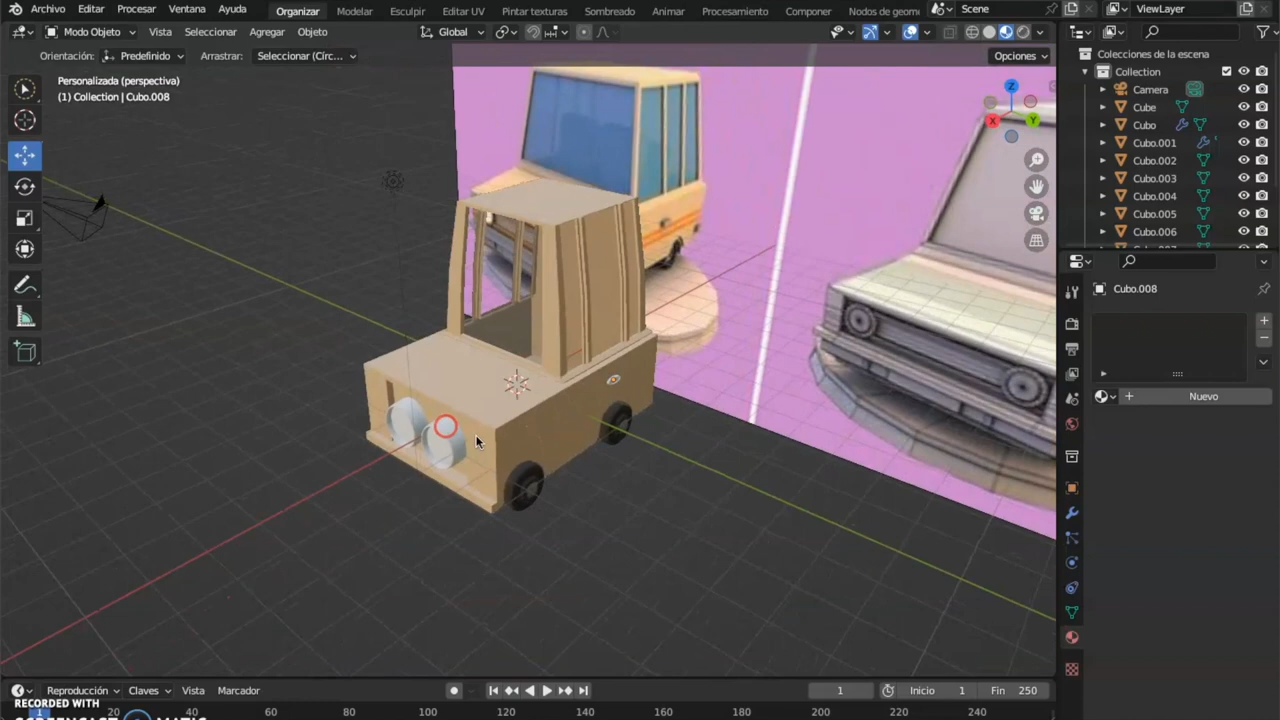 Archivo Editar Procesar Ventana Ayuda Organizar Modelar Esculpir Editar UV Pintar texturas Sombreado Animar Procesamiento Componer Nodos de geom Scene ViewLayer
Modo Objeto Vista Seleccionar Agregar Objeto Global
Orientación: Predefinido Arrastrar: Seleccionar (Círc... Opciones
Personalizada (perspectiva)
(1) Collection | Cubo.008
Z
X
Y
Colecciones de la escena
Collection
Camera
Cube
Cubo
Cubo.001
Cubo.002
Cubo.003
Cubo.004
Cubo.005
Cubo.006
Cubo.008
Nuevo
Reproducción Claves Vista Marcador 1 Inicio 1 Fin 250
RECORDED WITH
1 20 40 60 80 100 120 140 160 180 200 220 240